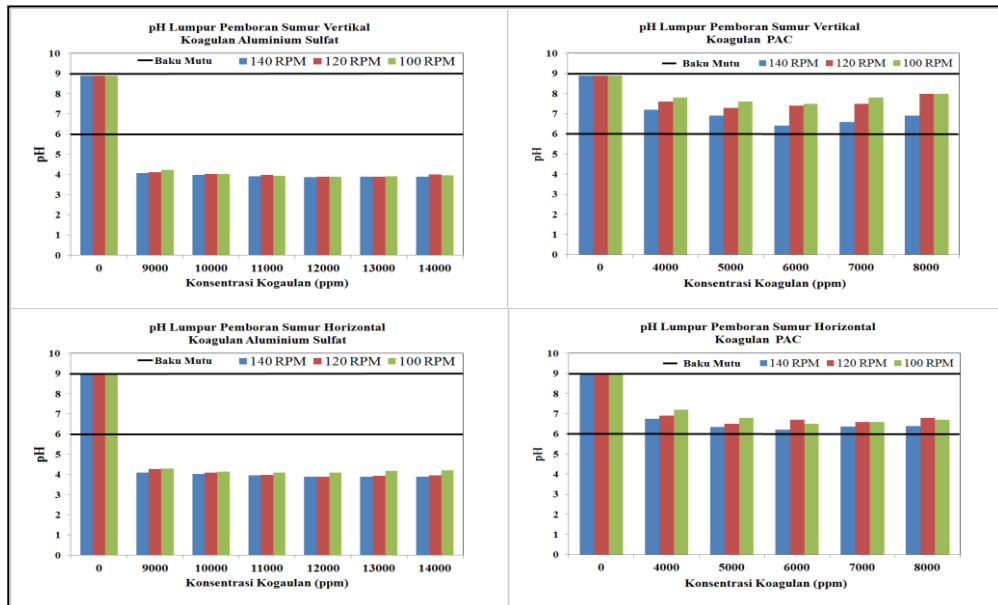 pH Lumpur Pemboran Sumur Vertikal
Koagulan Aluminium Sulfat
Baku Mutu 140 RPM 120 RPM 100 RPM
10
9
8
7
6
5
4
3
2
1
0
pH
0 9000 10000 11000 12000 13000 14000
Konsentrasi Kogaulan (ppm)
pH Lumpur Pemboran Sumur Vertikal
Koagulan PAC
Baku Mutu 140 RPM 120 RPM 100 RPM
10
9
8
7
6
5
4
3
2
1
0
pH
0 4000 5000 6000 7000 8000
Konsentrasi Koagulan (ppm)
pH Lumpur Pemboran Sumur Horizontal
Koagulan Aluminium Sulfat
Baku Mutu 140 RPM 120 RPM 100 RPM
10
9
8
7
6
5
4
3
2
1
0
pH
0 9000 10000 11000 12000 13000 14000
Konsentrasi Kogaulan (ppm)
pH Lumpur Pemboran Sumur Horizontal
Koagulan PAC
Baku Mutu 140 RPM 120 RPM 100 RPM
10
9
8
7
6
5
4
3
2
1
0
pH
0 4000 5000 6000 7000 8000
Konsentrasi Koagulan (ppm)